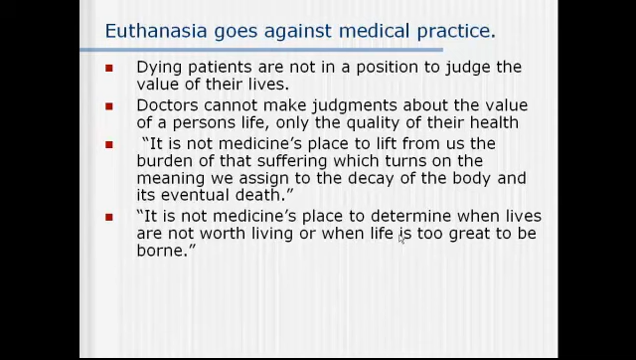 Euthanasia goes against medical practice.
Dying patients are not in a position to judge the
value of their lives.
Doctors cannot make judgments about the value
of a persons life, only the quality of their health
“It is not medicine’s place to lift from us the
burden of that suffering which turns on the
meaning we assign to the decay of the body and
its eventual death.”
“It is not medicine’s place to determine when lives
are not worth living or when life is too great to be
borne.”